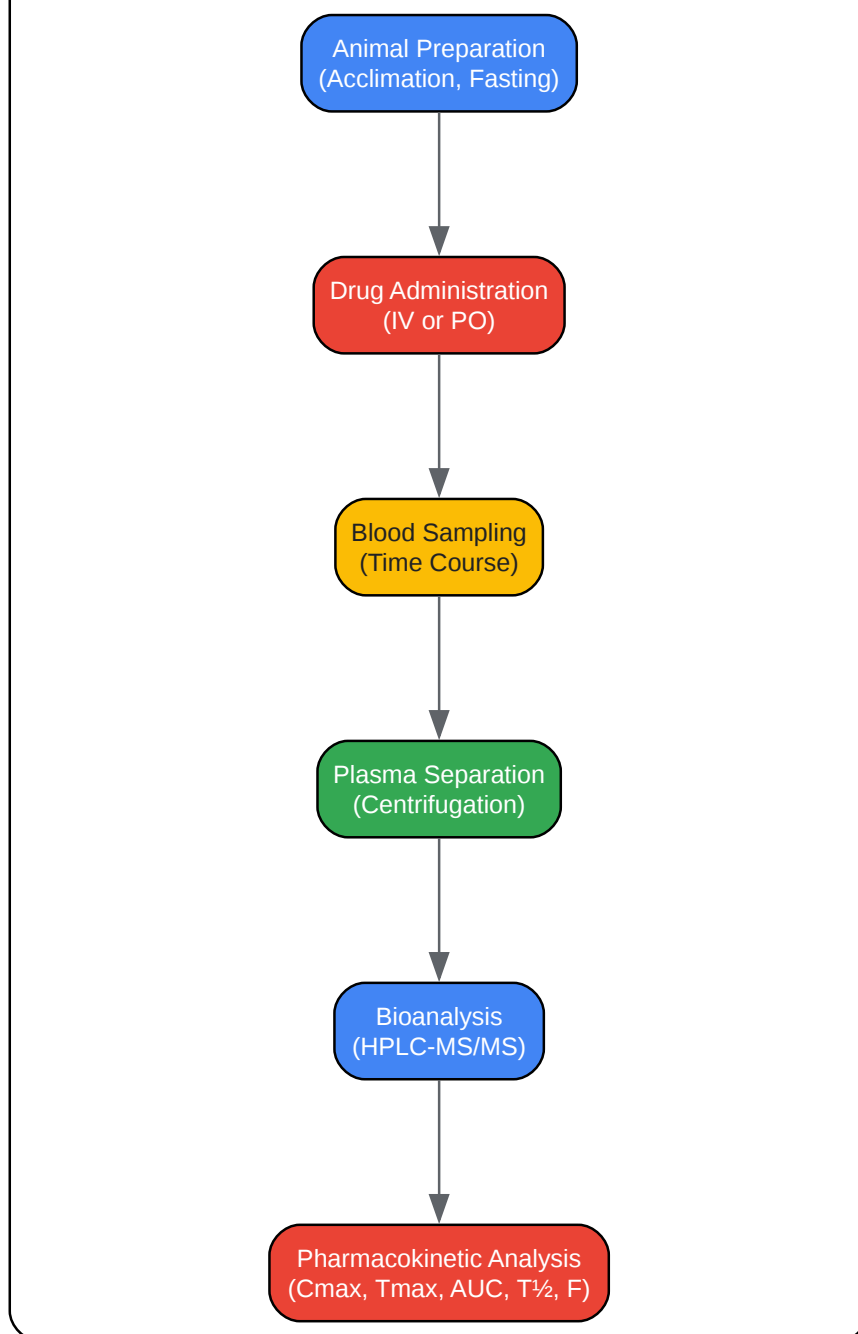 Animal Preparation
(Acclimation, Fasting)
Drug Administration
(IV or PO)
Blood Sampling
(Time Course)
Plasma Separation
(Centrifugation)
Bioanalysis
(HPLC-MS/MS)
Pharmacokinetic Analysis
(Cmax, Tmax, AUC, T½, F)